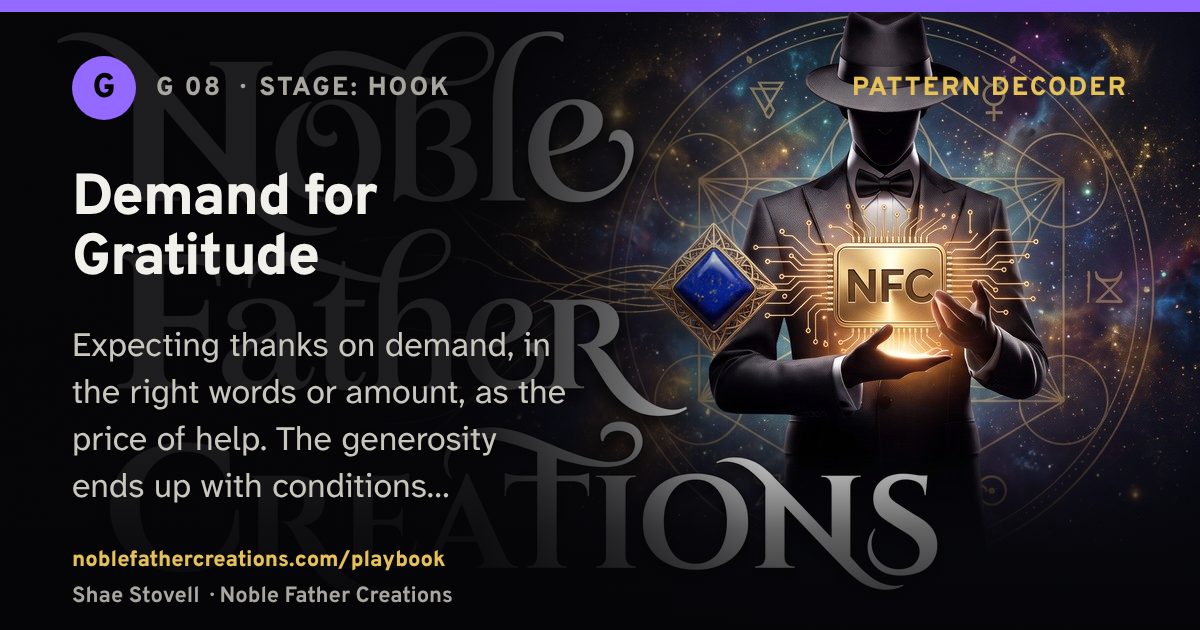 G
G 08 · STAGE: HOOK
PATTERN DECODER
Demand for
Gratitude
Expecting thanks on demand, in
the right words or amount, as the
price of help. The generosity
ends up with conditions...
noblefathercreations.com/playbook
Shae Stovell · Noble Father Creations
NFC
Noble
Father
Creations